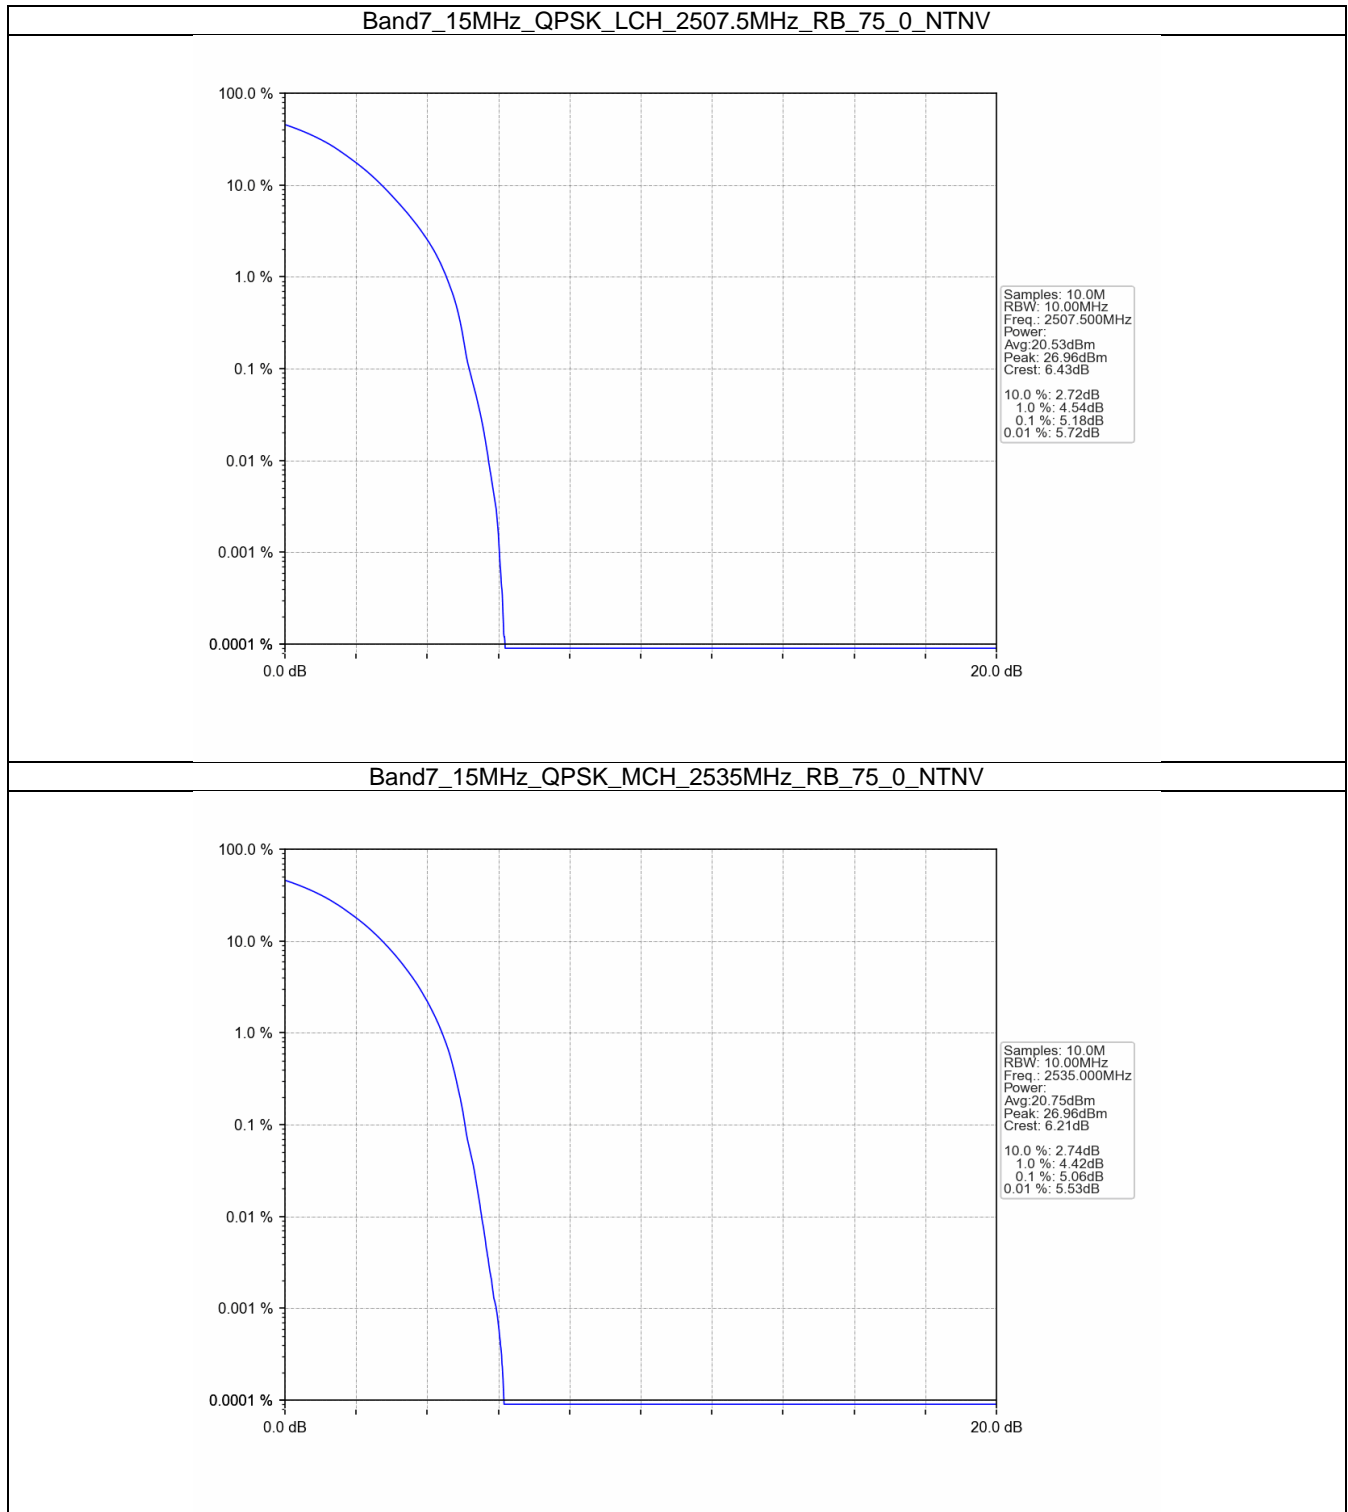 Band7_15MHz_QPSK_LCH_2507.5MHz_RB_75_0_NTNV
100.0 %
10.0 %
1.0 %
0.1 %
0.01 %
0.001 %
0.0001 %
0.0 dB
20.0 dB
Samples: 10.0M
RBW: 10.00MHz
Freq.: 2507.500MHz
Power:
Avg:20.53dBm
Peak: 26.96dBm
Crest: 6.43dB
10.0 %: 2.72dB
1.0 %: 4.54dB
0.1 %: 5.18dB
0.01 %: 5.72dB
Band7_15MHz_QPSK_MCH_2535MHz_RB_75_0_NTNV
100.0 %
10.0 %
1.0 %
0.1 %
0.01 %
0.001 %
0.0001 %
0.0 dB
20.0 dB
Samples: 10.0M
RBW: 10.00MHz
Freq.: 2535.000MHz
Power:
Avg:20.75dBm
Peak: 26.96dBm
Crest: 6.21dB
10.0 %: 2.74dB
1.0 %: 4.42dB
0.1 %: 5.06dB
0.01 %: 5.53dB